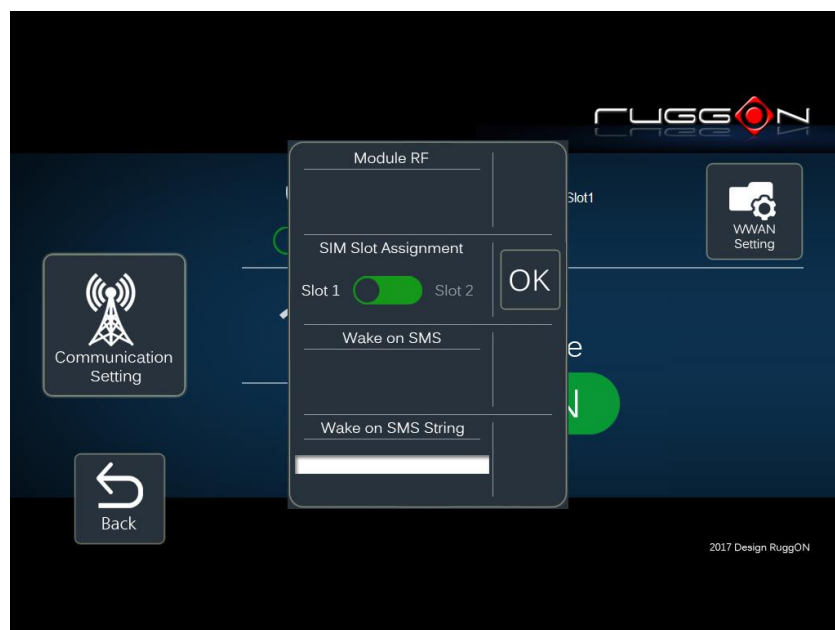 RUGGON
Module RF
Slot1
WWAN
Setting
SIM Slot Assignment
Slot 1
Slot 2
OK
Communication
Setting
Wake on SMS
e
N
Wake on SMS String
Back
2017 Design RuggON